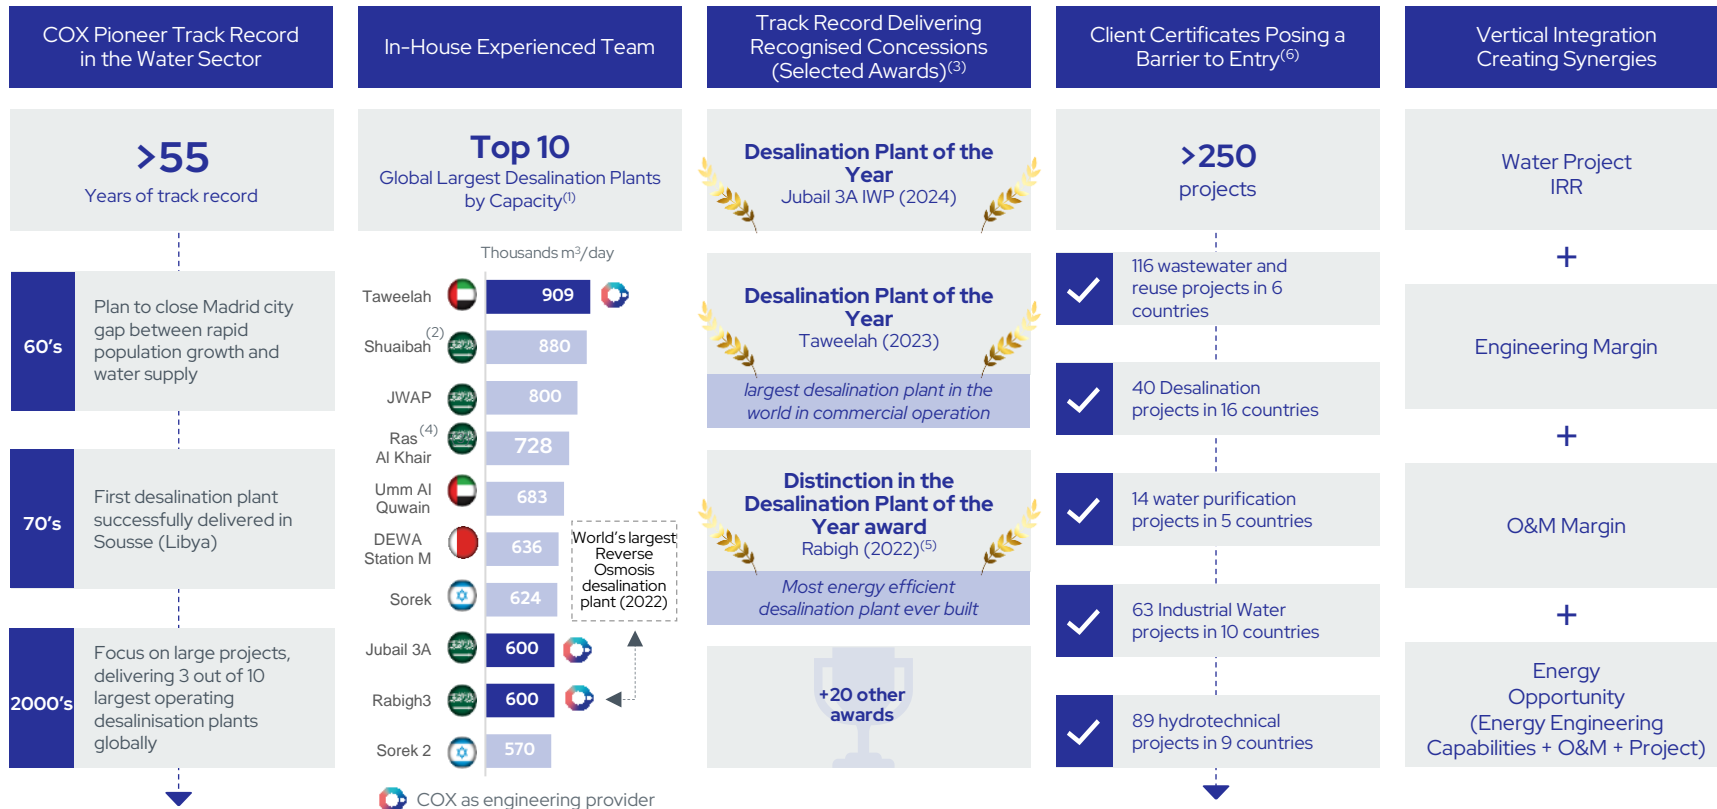 COX Pioneer Track Record
in the Water Sector
>55
Years of track record
60's
Plan to close Madrid city
gap between rapid
population growth and
water supply
70's
First desalination plant
successfully delivered in
Sousse (Libya)
2000's
Focus on large projects,
delivering 3 out of 10
largest operating
desalinisation plants
globally
In-House Experienced Team
Top 10
Global Largest Desalination Plants
by Capacity(1)
Thousands m³/day
Taweelah 909
Shuaibah(2) 880
JWAP 800
Ras(4)
Al Khair 728
Umm Al
Quwain 683
DEWA
Station M 636
Sorek 624
Jubail 3A 600
Rabigh3 600
Sorek 2 570
World's largest
Reverse
Osmosis
desalination
plant (2022)
COX as engineering provider
Track Record Delivering
Recognised Concessions
(Selected Awards)(3)
Desalination Plant of the
Year
Jubail 3A IWP (2024)
Desalination Plant of the
Year
Taweelah (2023)
largest desalination plant in the
world in commercial operation
Distinction in the
Desalination Plant of the
Year award
Rabigh (2022)(5)
Most energy efficient
desalination plant ever built
+20 other
awards
Client Certificates Posing a
Barrier to Entry(6)
>250
projects
116 wastewater and
reuse projects in 6
countries
40 Desalination
projects in 16 countries
14 water purification
projects in 5 countries
63 Industrial Water
projects in 10 countries
89 hydrotechnical
projects in 9 countries
Vertical Integration
Creating Synergies
Water Project
IRR
+
Engineering Margin
+
O&M Margin
+
Energy
Opportunity
(Energy Engineering
Capabilities + O&M + Project)